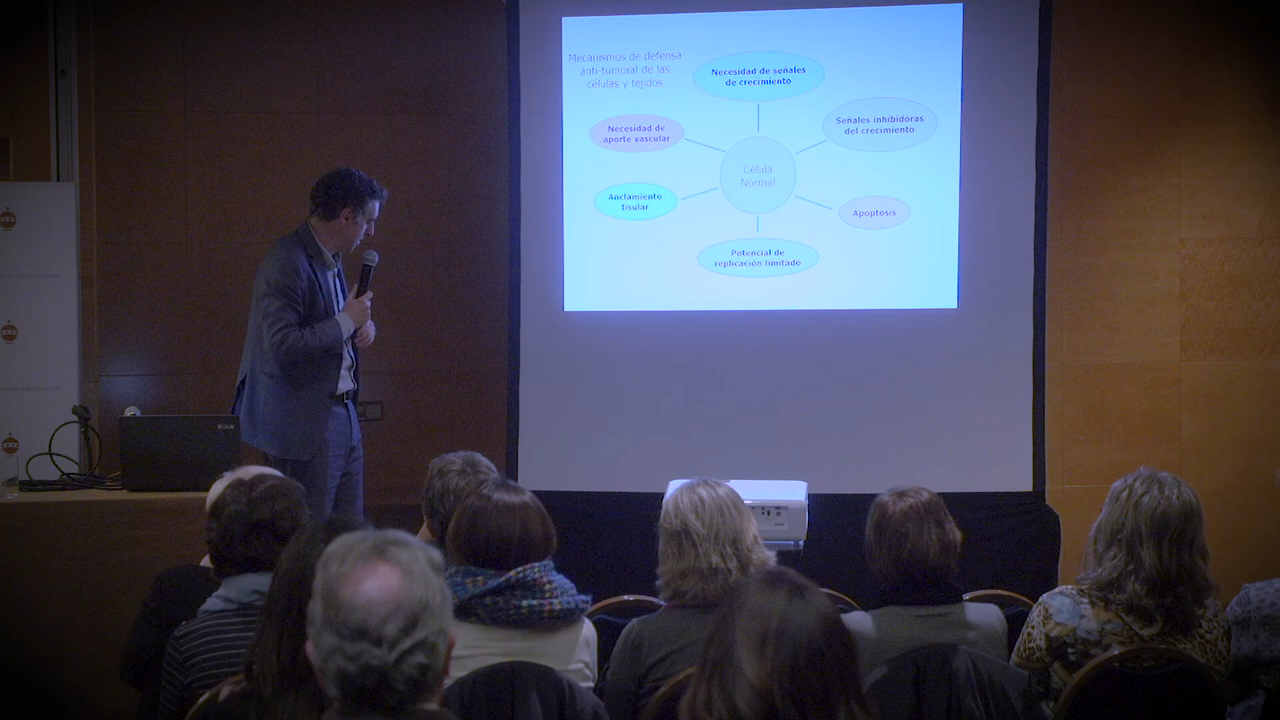 Mecanismos de defensa
anti-tumoral de las
células y tejidos
Necesidad de señales
de crecimiento
Señales inhibidoras
del crecimiento
Necesidad de
aporte vascular
Célula
Normal
Anclamiento
tisular
Apoptosis
Potencial de
replicación limitado